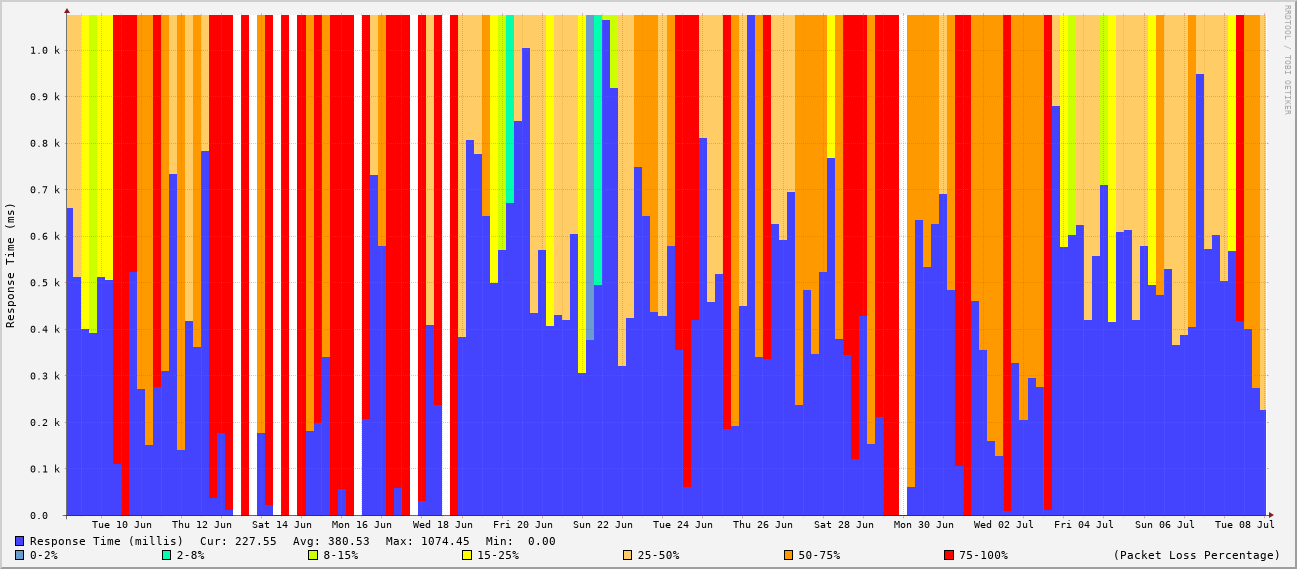 RRDTOOL / TOBI OETIKER
Response Time (ms)
1.0 k
0.9 k
0.8 k
0.7 k
0.6 k
0.5 k
0.4 k
0.3 k
0.2 k
0.1 k
0.0
Tue 10 Jun Thu 12 Jun Sat 14 Jun Mon 16 Jun Wed 18 Jun Fri 20 Jun Sun 22 Jun Tue 24 Jun Thu 26 Jun Sat 28 Jun Mon 30 Jun Wed 02 Jul Fri 04 Jul Sun 06 Jul Tue 08 Jul
Response Time (millis) Cur: 227.55 Avg: 380.53 Max: 1074.45 Min: 0.00
0-2% 2-8% 8-15% 15-25% 25-50% 50-75% 75-100% (Packet Loss Percentage)